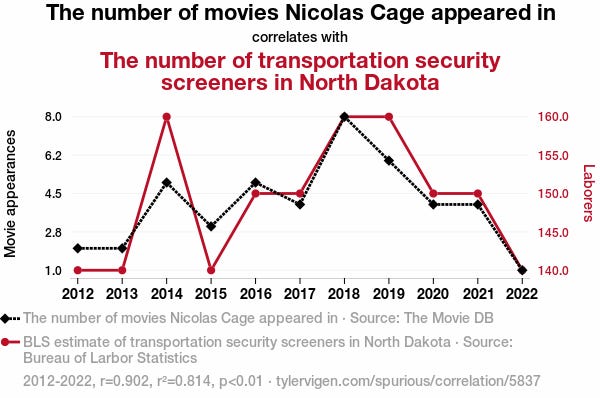 The number of movies Nicolas Cage appeared in
correlates with
The number of transportation security
screeners in North Dakota
8.0
6.2
4.5
2.8
1.0
Movie appearances
160.0
155.0
150.0
145.0
140.0
Laborers
2012 2013 2014 2015 2016 2017 2018 2019 2020 2021 2022
The number of movies Nicolas Cage appeared in · Source: The Movie DB
BLS estimate of transportation security screeners in North Dakota · Source:
Bureau of Larbor Statistics
2012-2022, r=0.902, r²=0.814, p<0.01 · tylervigen.com/spurious/correlation/5837